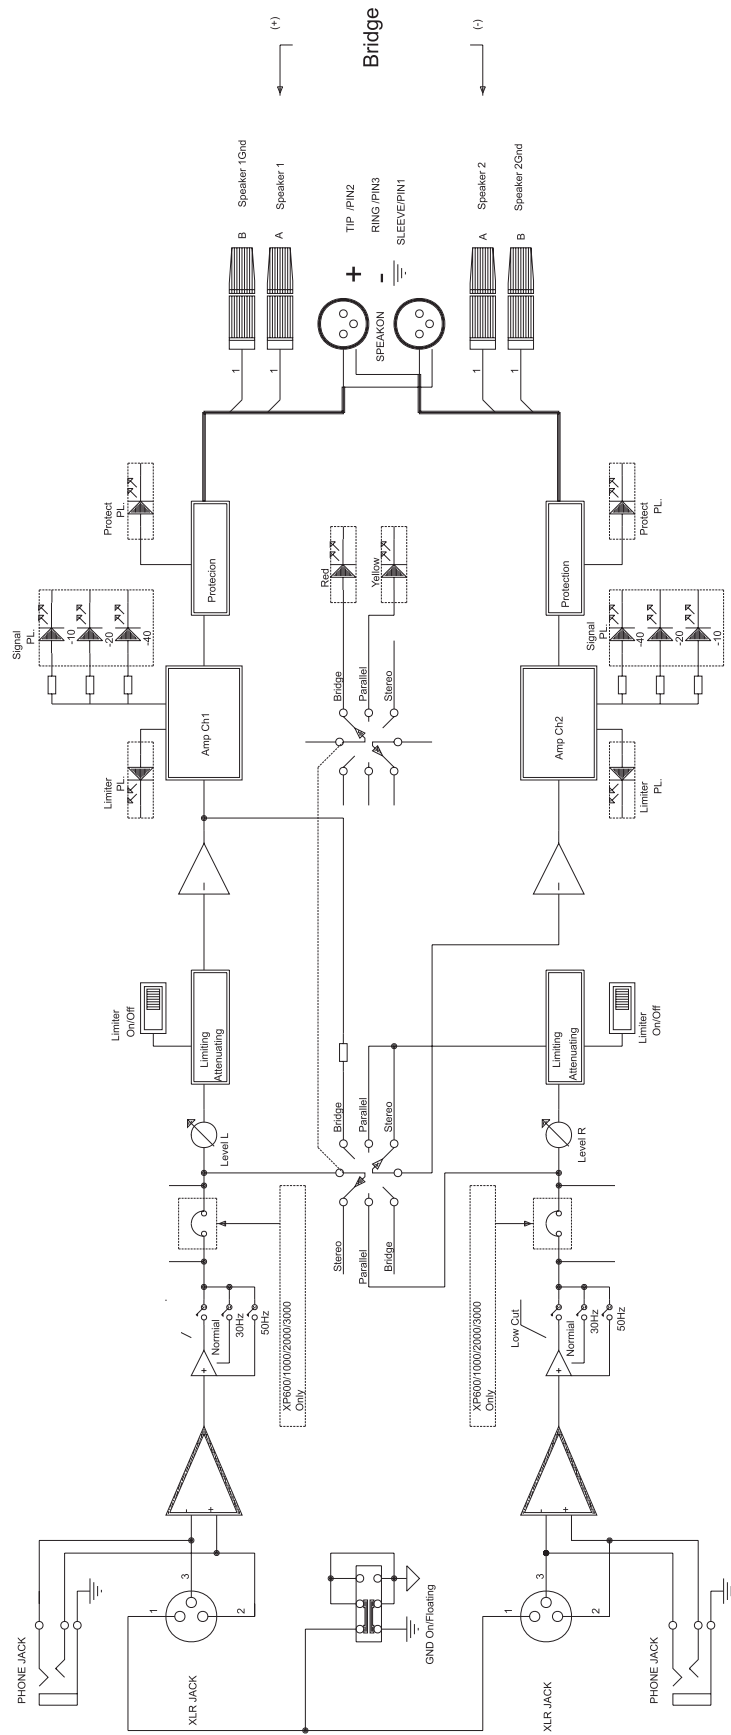 PHONE JACK
XLR JACK
1
3
2
-
+
+
Normial
30Hz
50Hz
XP600/1000/2000/3000
Only
Level L
Limiter
On/Off
Limiting
Attenuating
-
Limiter
PL.
Amp Ch1
Signal
PL.
-10
-20
-40
Protect
PL.
Protecion
1
1
B
A
Speaker 1Gnd
Speaker 1
(+)
Bridge
(-)
GND On/Floating
Stereo
Parallel
Bridge
Bridge
Parallel
Stereo
Bridge
Parallel
Stereo
Red
Yellow
SPEAKON
+
-
TIP /PIN2
RING /PIN3
SLEEVE/PIN1
A
B
Speaker 2
Speaker 2Gnd
1
1
XP600/1000/2000/3000
Only
Low Cut
Normial
30Hz
50Hz
Level R
Limiting
Attenuating
Limiter
On/Off
-
Amp Ch2
Limiter
PL.
Signal
PL.
-40
-20
-10
Protection
Protect
PL.
1
3
2
-
+
+
XLR JACK
PHONE JACK